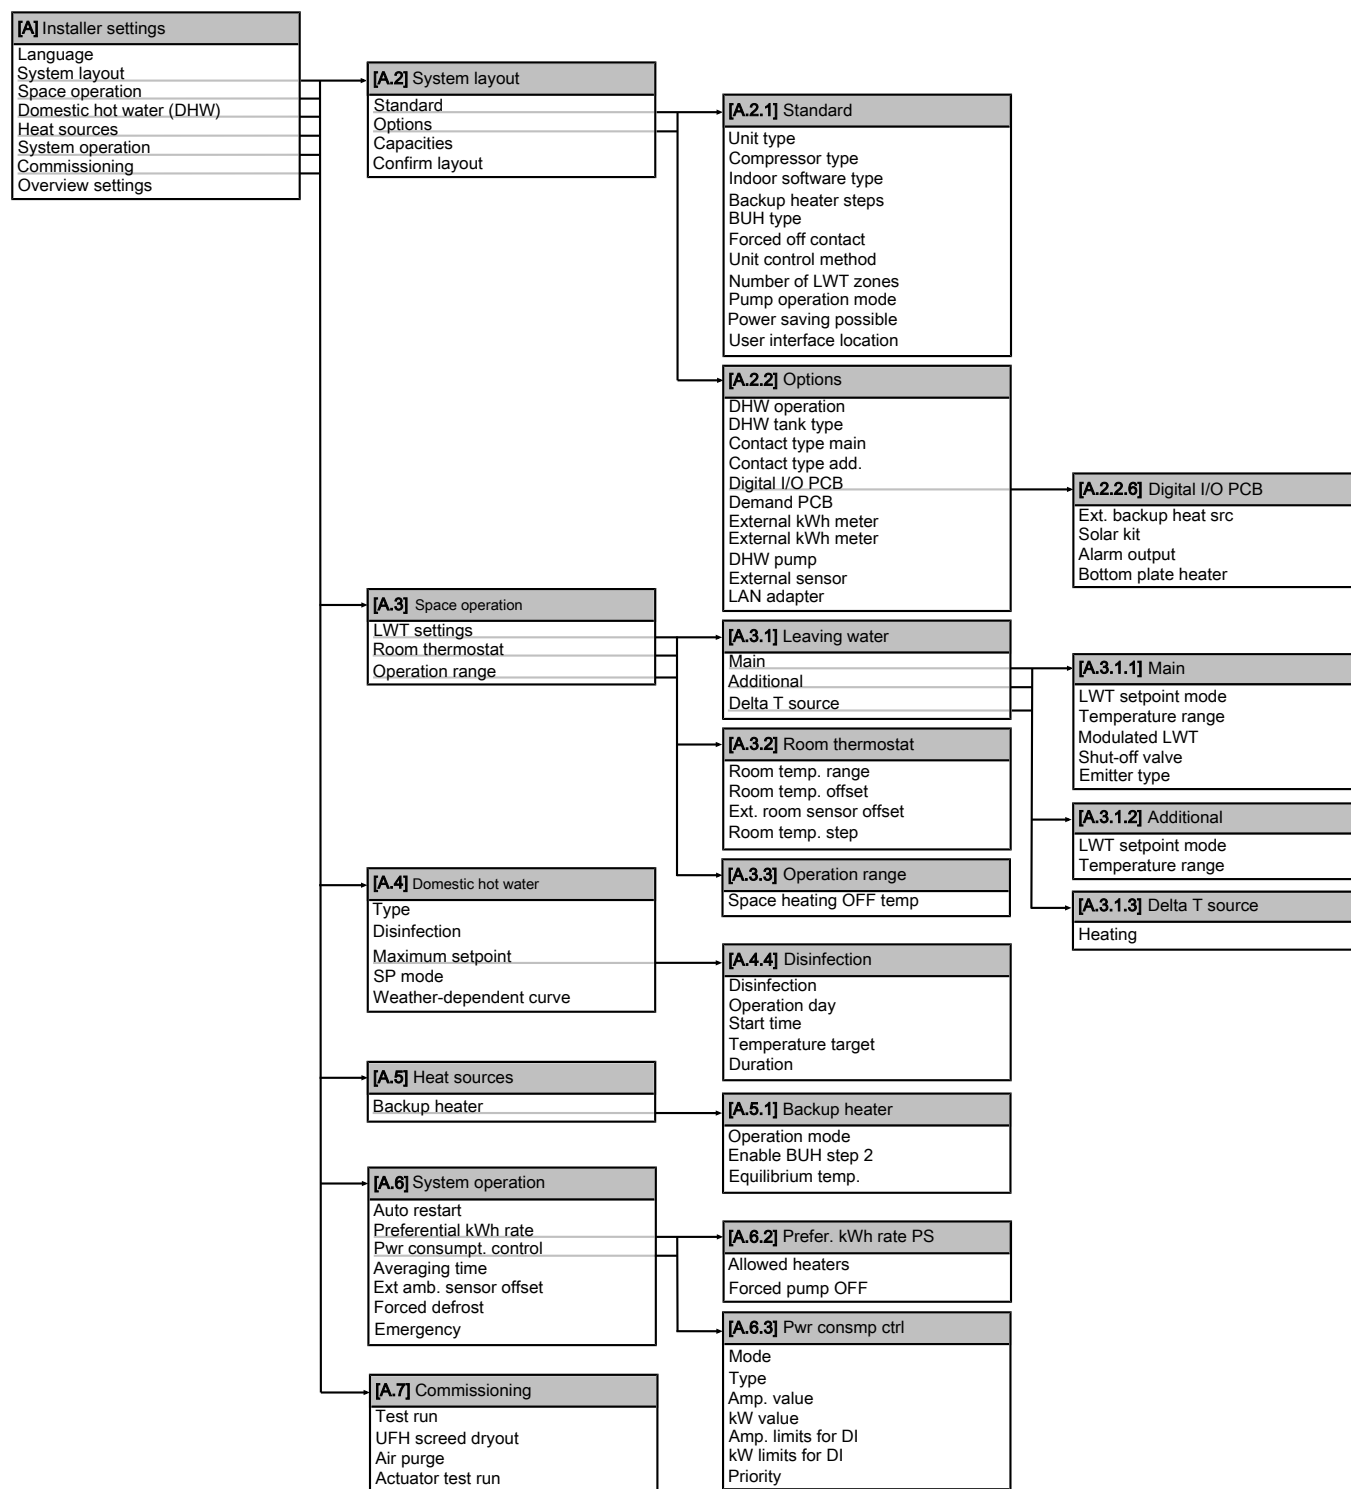 [A] Installer settings
Language
System layout
Space operation
Domestic hot water (DHW)
Heat sources
System operation
Commissioning
Overview settings
[A.2] System layout
Standard
Options
Capacities
Confirm layout
[A.2.1] Standard
Unit type
Compressor type
Indoor software type
Backup heater steps
BUH type
Forced off contact
Unit control method
Number of LWT zones
Pump operation mode
Power saving possible
User interface location
[A.2.2] Options
DHW operation
DHW tank type
Contact type main
Contact type add.
Digital I/O PCB
Demand PCB
External kWh meter
External kWh meter
DHW pump
External sensor
LAN adapter
[A.2.2.6] Digital I/O PCB
Ext. backup heat src
Solar kit
Alarm output
Bottom plate heater
[A.3] Space operation
LWT settings
Room thermostat
Operation range
[A.3.1] Leaving water
Main
Additional
Delta T source
[A.3.1.1] Main
LWT setpoint mode
Temperature range
Modulated LWT
Shut-off valve
Emitter type
[A.3.1.2] Additional
LWT setpoint mode
Temperature range
[A.3.1.3] Delta T source
Heating
[A.3.2] Room thermostat
Room temp. range
Room temp. offset
Ext. room sensor offset
Room temp. step
[A.3.3] Operation range
Space heating OFF temp
[A.4] Domestic hot water
Type
Disinfection
Maximum setpoint
SP mode
Weather-dependent curve
[A.4.4] Disinfection
Disinfection
Operation day
Start time
Temperature target
Duration
[A.5] Heat sources
Backup heater
[A.5.1] Backup heater
Operation mode
Enable BUH step 2
Equilibrium temp.
[A.6] System operation
Auto restart
Preferential kWh rate
Pwr consumpt. control
Averaging time
Ext amb. sensor offset
Forced defrost
Emergency
[A.6.2] Prefer. kWh rate PS
Allowed heaters
Forced pump OFF
[A.6.3] Pwr consmp ctrl
Mode
Type
Amp. value
kW value
Amp. limits for DI
kW limits for DI
Priority
[A.7] Commissioning
Test run
UFH screed dryout
Air purge
Actuator test run